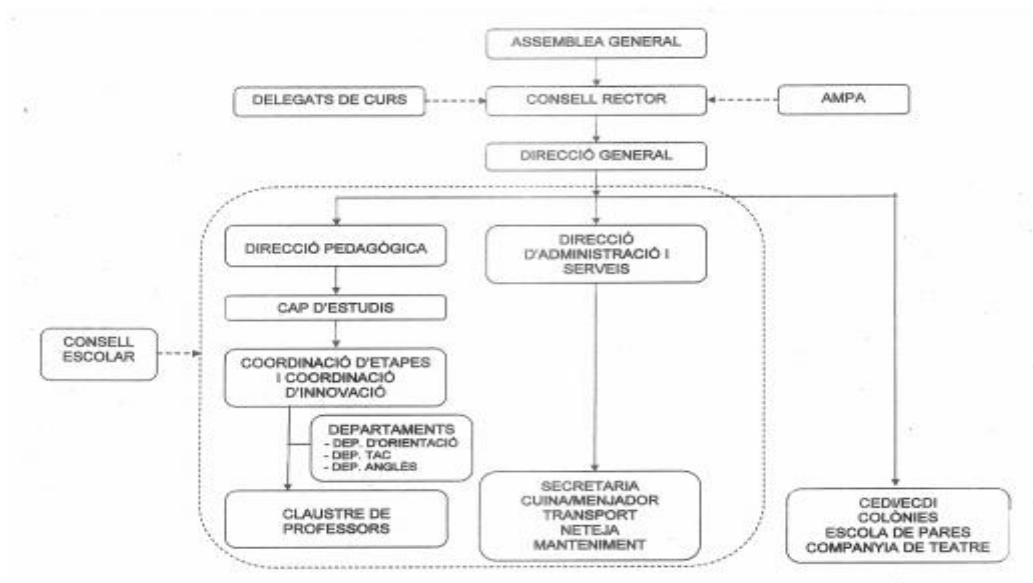 ASSEMBLEA GENERAL
DELEGATS DE CURS
CONSELL RECTOR
AMPA
DIRECCIÓ GENERAL
DIRECCIÓ PEDAGÒGICA
DIRECCIÓ
D'ADMINISTRACIÓ I
SERVEIS
CAP D'ESTUDIS
CONSELL
ESCOLAR
COORDINACIÓ D'ETAPES
I COORDINACIÓ
D'INNOVACIÓ
DEPARTAMENTS
- DEP. D'ORIENTACIÓ
- DEP. TAC
- DEP. ANGLÈS
CLAUSTRE DE
PROFESSORS
SECRETARIA
CUINA/MENJADOR
TRANSPORT
NETEJA
MANTENIMENT
CEDI/ECDI
COLÒNIES
ESCOLA DE PARES
COMPANYIA DE TEATRE